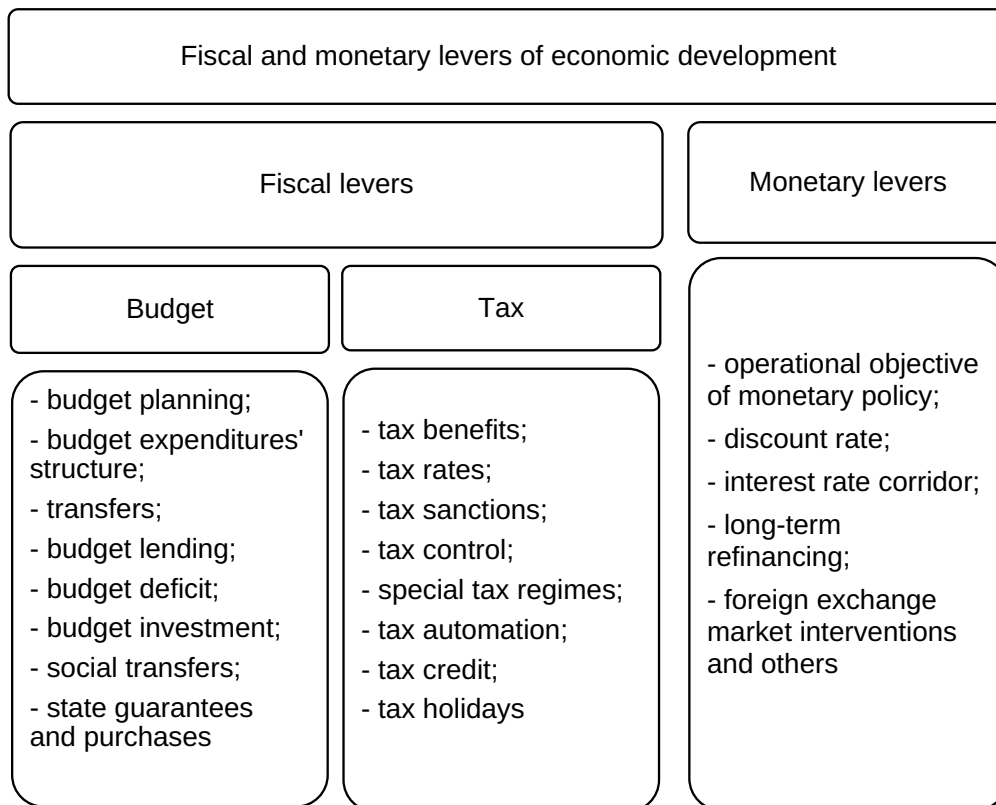 Fiscal and monetary levers of economic development
Fiscal levers
Monetary levers
Budget
Tax
- budget planning;
- budget expenditures'
structure;
- transfers;
- budget lending;
- budget deficit;
- budget investment;
- social transfers;
- state guarantees
and purchases
- tax benefits;
- tax rates;
- tax sanctions;
- tax control;
- special tax regimes;
- tax automation;
- tax credit;
- tax holidays
- operational objective
of monetary policy;
- discount rate;
- interest rate corridor;
- long-term
refinancing;
- foreign exchange
market interventions
and others